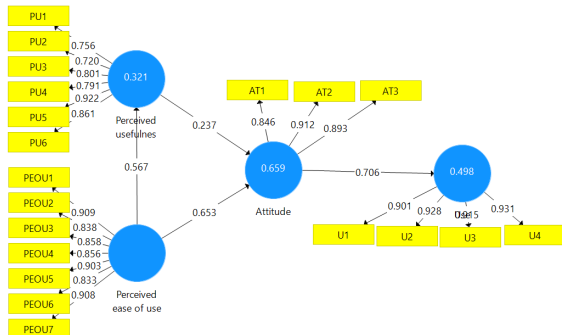 PU1
PU2
PU3
PU4
PU5
PU6
0.756
0.720
0.801
0.791
0.922
0.861
0.321
Perceived
usefulnes
0.237
0.567
0.653
PEOU1
PEOU2
PEOU3
PEOU4
PEOU5
PEOU6
PEOU7
0.909
0.838
0.858
0.856
0.903
0.833
0.908
Perceived
ease of use
AT1
AT2
AT3
0.846
0.912
0.893
0.659
Attitude
0.706
0.498
0.901
0.928
0.915
0.931
U1
U2
U3
U4